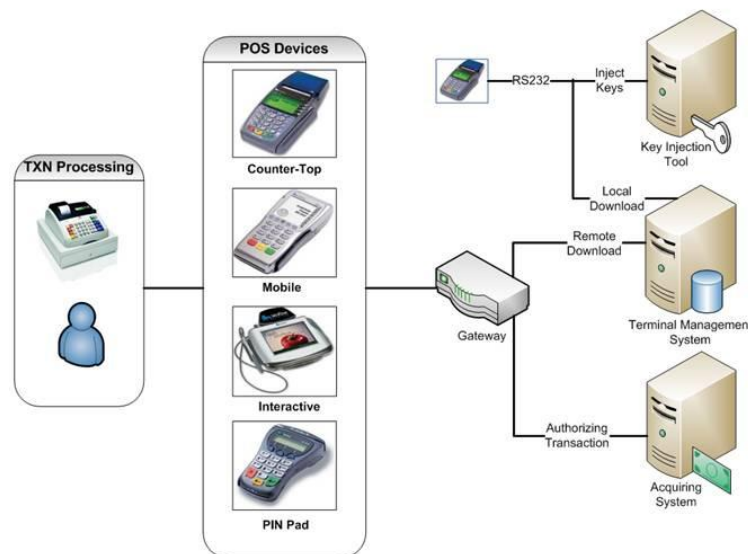 POS Devices
TXN Processing
Counter-Top
Mobile
Interactive
PIN Pad
RS232
Inject
Keys
Key Injection
Tool
Local
Download
Remote
Download
Gateway
Terminal Managemen
System
Authorizing
Transaction
Acquiring
System